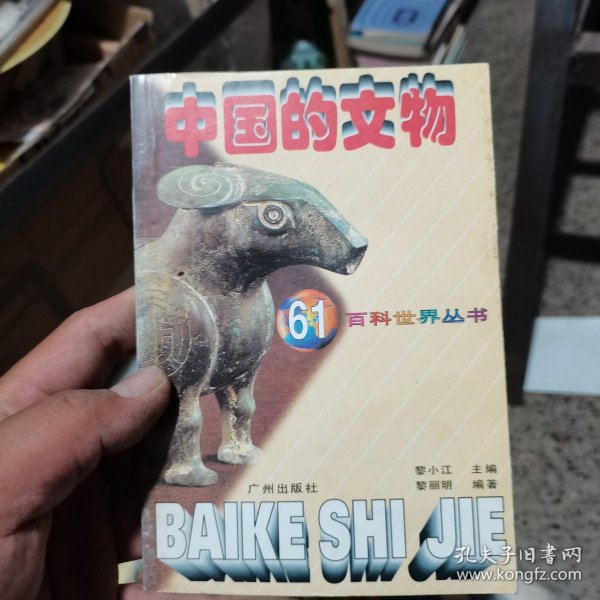 中国的文物
61 百科世界丛书
黎小江 主编
黎丽明 编著
广州出版社
BAIKE SHI JIE
孔夫子旧书网
www.kongfz.com